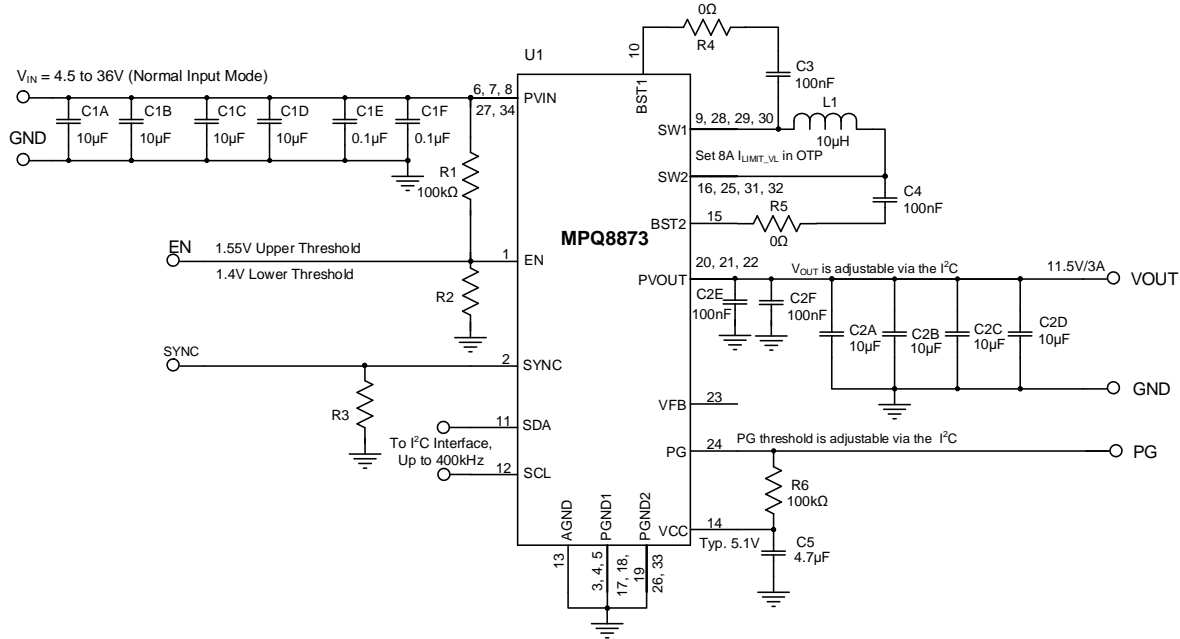 0Ω
R4
10
U1
BST1
C3
100nF
V_IN = 4.5 to 36V (Normal Input Mode)
6, 7, 8
27, 34
PVIN
C1A
10µF
C1B
10µF
C1C
10µF
C1D
10µF
C1E
0.1µF
C1F
0.1µF
GND
R1
100kΩ
L1
10µH
SW1
9, 28, 29, 30
Set 8A I_LIMIT_VL in OTP
SW2
16, 25, 31, 32
C4
100nF
R5
0Ω
BST2
15
MPQ8873
EN
1.55V Upper Threshold
1.4V Lower Threshold
1
EN
R2
20, 21, 22
PVOUT
V_OUT is adjustable via the I²C
11.5V/3A
VOUT
C2E
100nF
C2F
100nF
C2A
10µF
C2B
10µF
C2C
10µF
C2D
10µF
GND
SYNC
2
SYNC
R3
VFB
23
11
SDA
To I²C Interface,
Up to 400kHz
12
SCL
PG
24
PG threshold is adjustable via the I²C
PG
R6
100kΩ
VCC
14
Typ. 5.1V
C5
4.7µF
AGND
PGND1
PGND2
13
3, 4, 5
17, 18,
19
26, 33